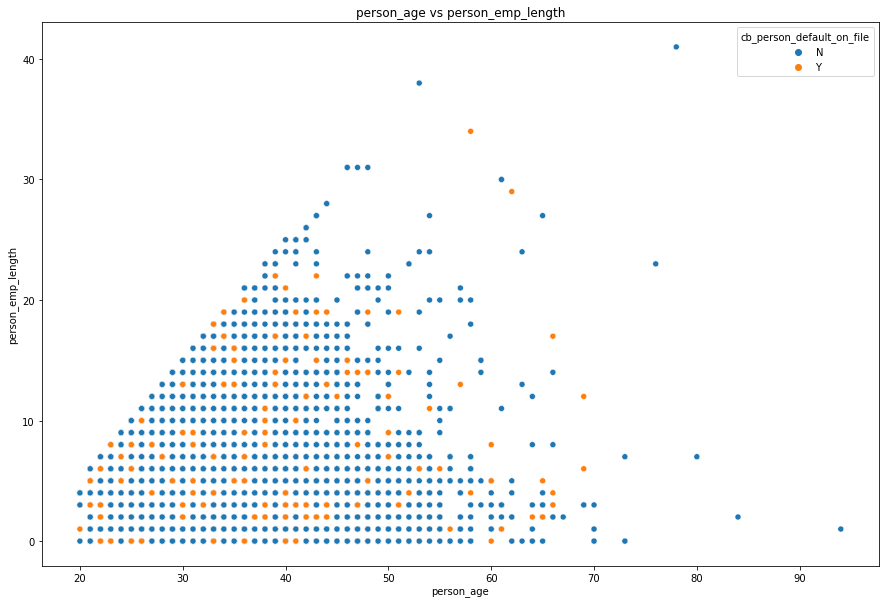 person_age vs person_emp_length
cb_person_default_on_file
N
Y
40
30
20
10
0
person_emp_length
20
30
40
50
60
70
80
90
person_age